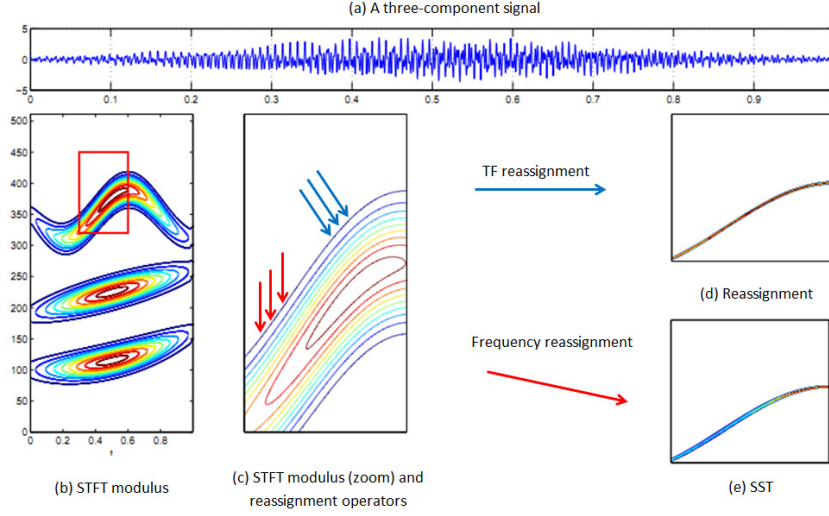 (a) A three-component signal
5
0
−5
0 0.1 0.2 0.3 0.4 0.5 0.6 0.7 0.8 0.9
450
400
350
300
250
200
150
100
50
0
0 0.2 0.4 0.6 0.8
t
TF reassignment
(d) Reassignment
Frequency reassignment
(b) STFT modulus
(c) STFT modulus (zoom) and
reassignment operators
(e) SST